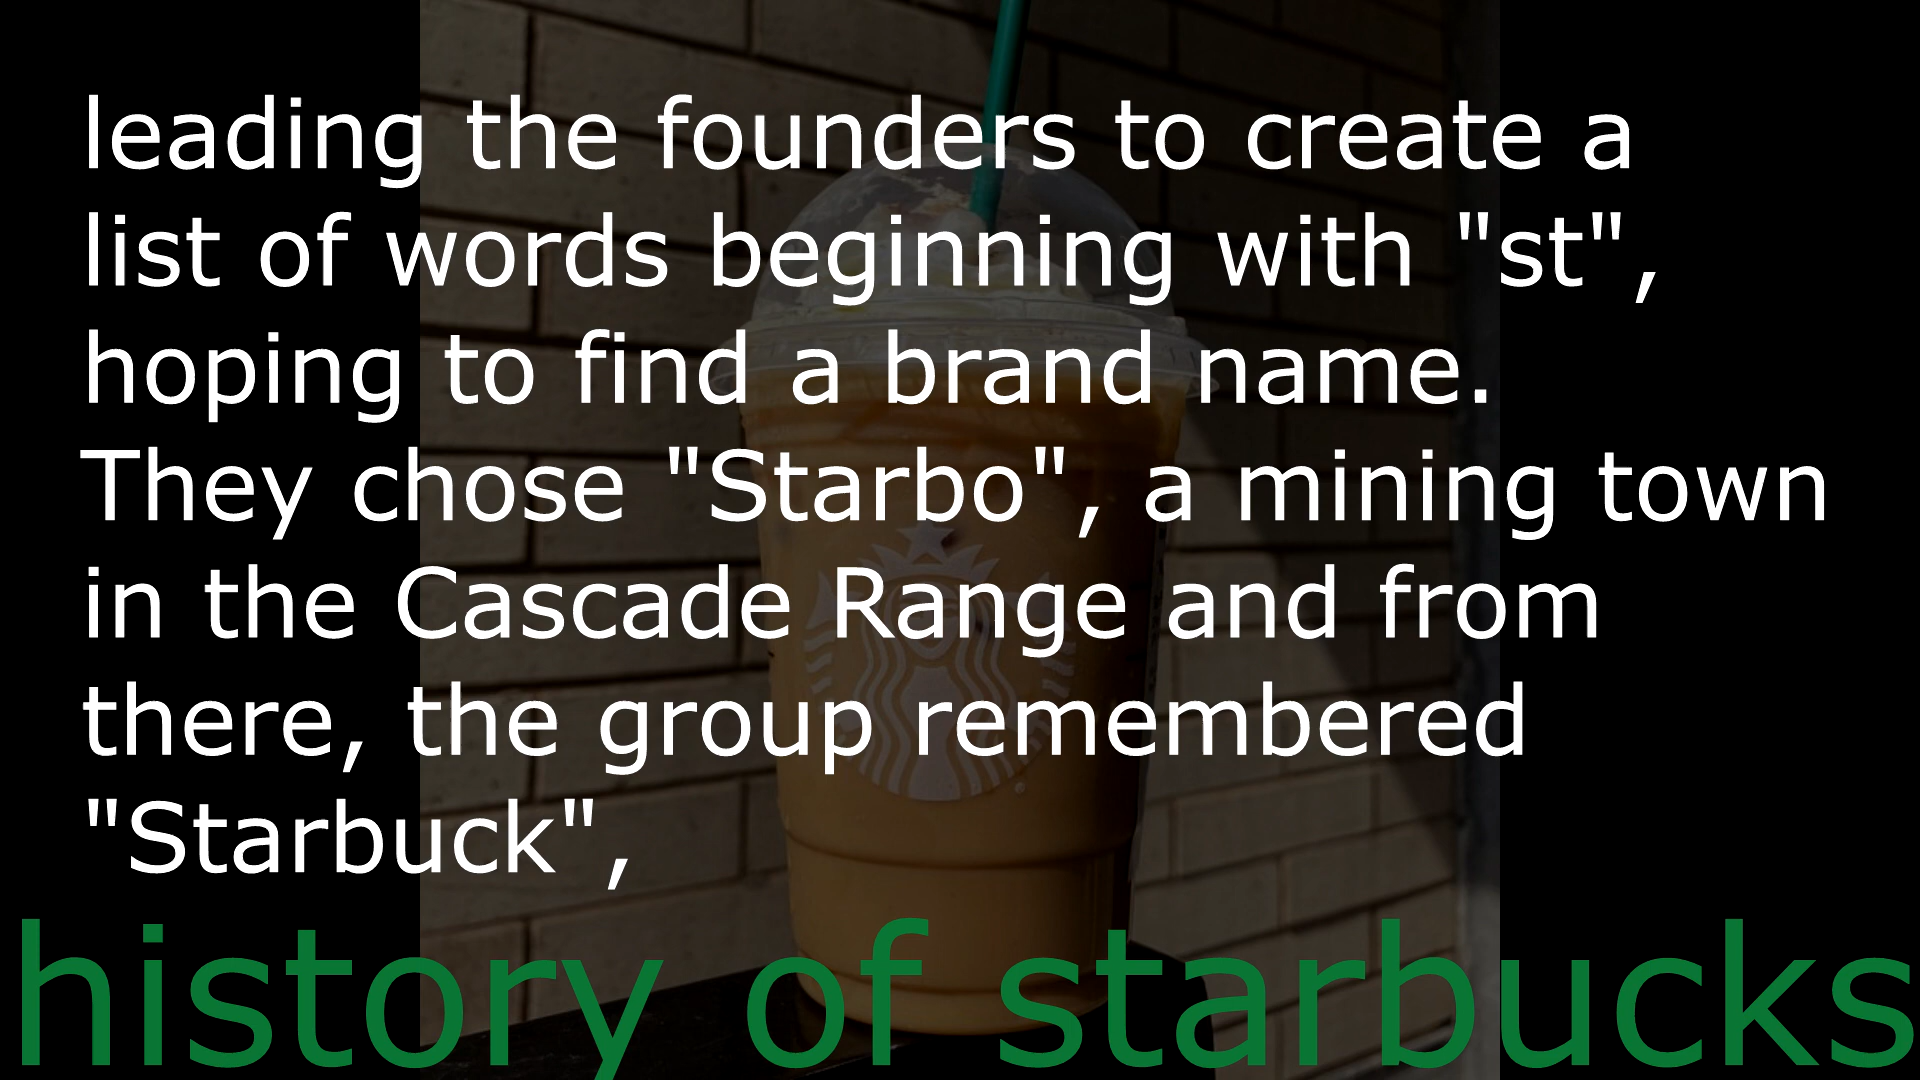 leading the founders to create a
list of words beginning with "st",
hoping to find a brand name.
They chose "Starbo", a mining town
in the Cascade Range and from
there, the group remembered
"Starbuck",
history of starbucks